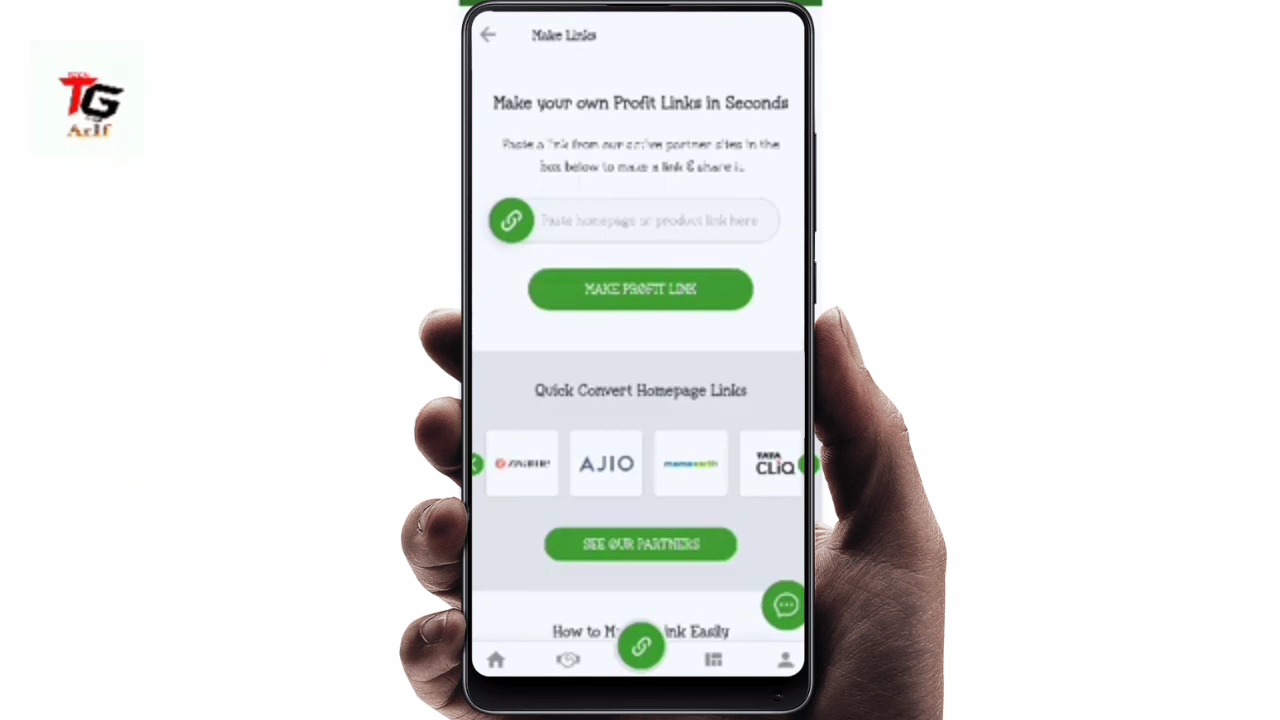 TG
Arif
Make Links
Make your own Profit Links in Seconds
Paste a link from our active partner sites in the
box below to make a link & share it.
Paste homepage or product link here
MAKE PROFIT LINK
Quick Convert Homepage Links
AJIO
mamaearth
TATA
CLiQ
SEE OUR PARTNERS
How to M ink Easily